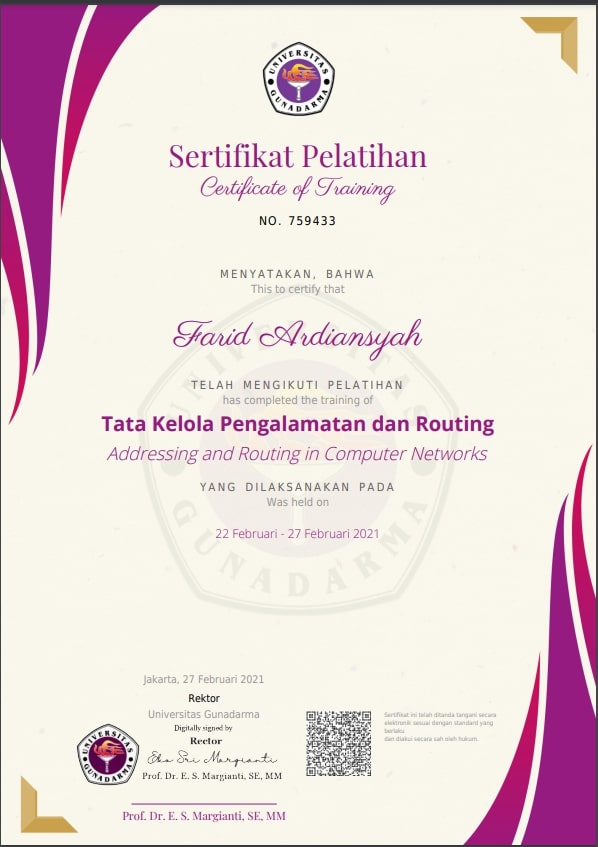 UNIVERSITAS
GUNADARMA
Sertifikat Pelatihan
Certificate of Training
NO. 759433
MENYATAKAN, BAHWA
This to certify that
Farid Ardiansyah
TELAH MENGIKUTI PELATIHAN
has completed the training of
Tata Kelola Pengalamatan dan Routing
Addressing and Routing in Computer Networks
YANG DILAKSANAKAN PADA
Was held on
22 Februari - 27 Februari 2021
UNIVERSITAS
GUNADARMA
Jakarta, 27 Februari 2021
Rektor
Universitas Gunadarma
Digitally signed by
Rector
Eko Sri Margianti
Prof. Dr. E. S. Margianti, SE, MM
UNIVERSITAS
GUNADARMA
Prof. Dr. E. S. Margianti, SE, MM
Sertifikat ini telah ditanda tangani secara
elektronik sesuai dengan standard yang
berlaku
dan diakui secara sah oleh hukum.